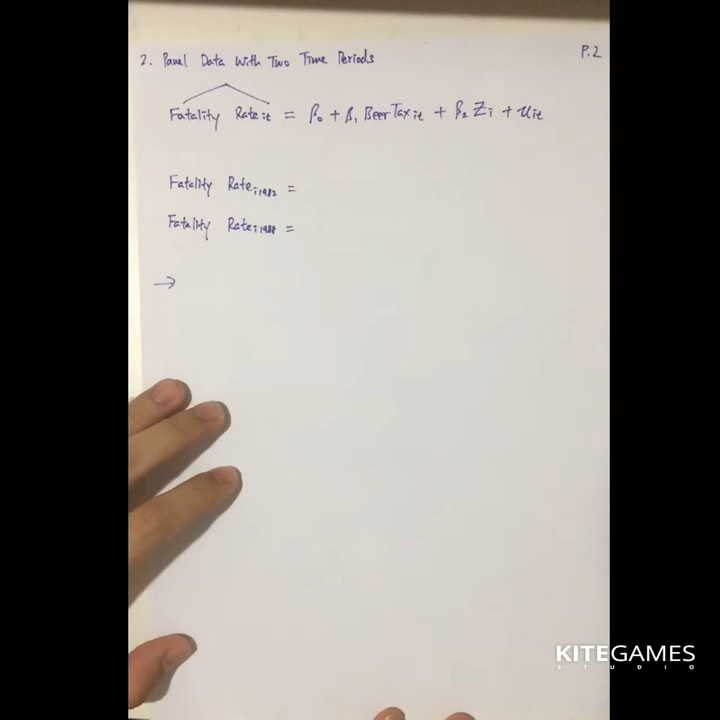 2. Panel Data With Two Time Periods
P.2
Fatality Rate it = β₀ + β₁ BeerTax it + β₂ Zi + uit
Fatality Rate i1982 =
Fatality Rate i1988 =
→
KITEGAMES
STUDIO